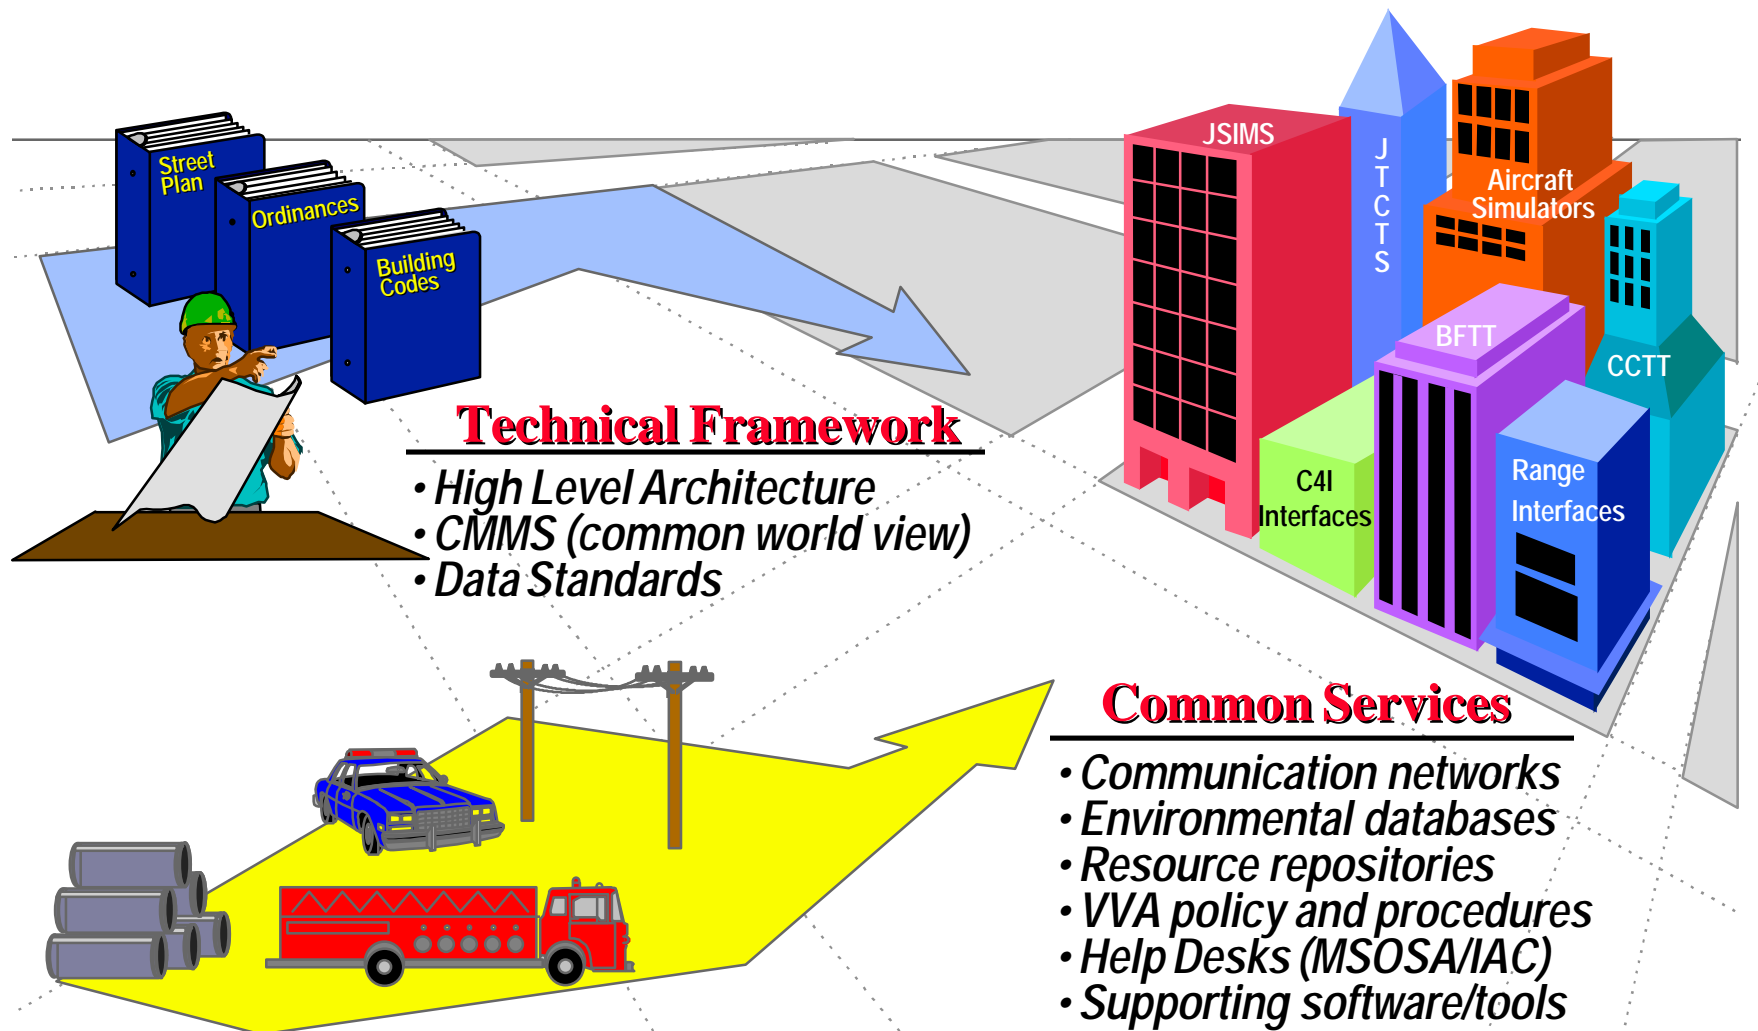 Street
Plan
Ordinances
Building
Codes
Technical Framework
• High Level Architecture
• CMMS (common world view)
• Data Standards
JSIMS
J
T
C
T
S
Aircraft
Simulators
BFTT
CCTT
C4I
Interfaces
Range
Interfaces
Common Services
• Communication networks
• Environmental databases
• Resource repositories
• VVA policy and procedures
• Help Desks (MSOSA/IAC)
• Supporting software/tools